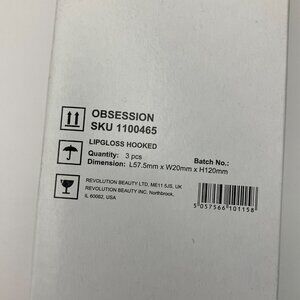 OBSESSION
SKU 1100465
LIPGLOSS HOOKED
Quantity: 3 pcs
Batch No.:
Dimension: L57.5mm x W20mm x H120mm
REVOLUTION BEAUTY LTD, ME11 5JS, UK
REVOLUTION BEAUTY INC, Northbrook,
IL 60062, USA
5 057566 101158